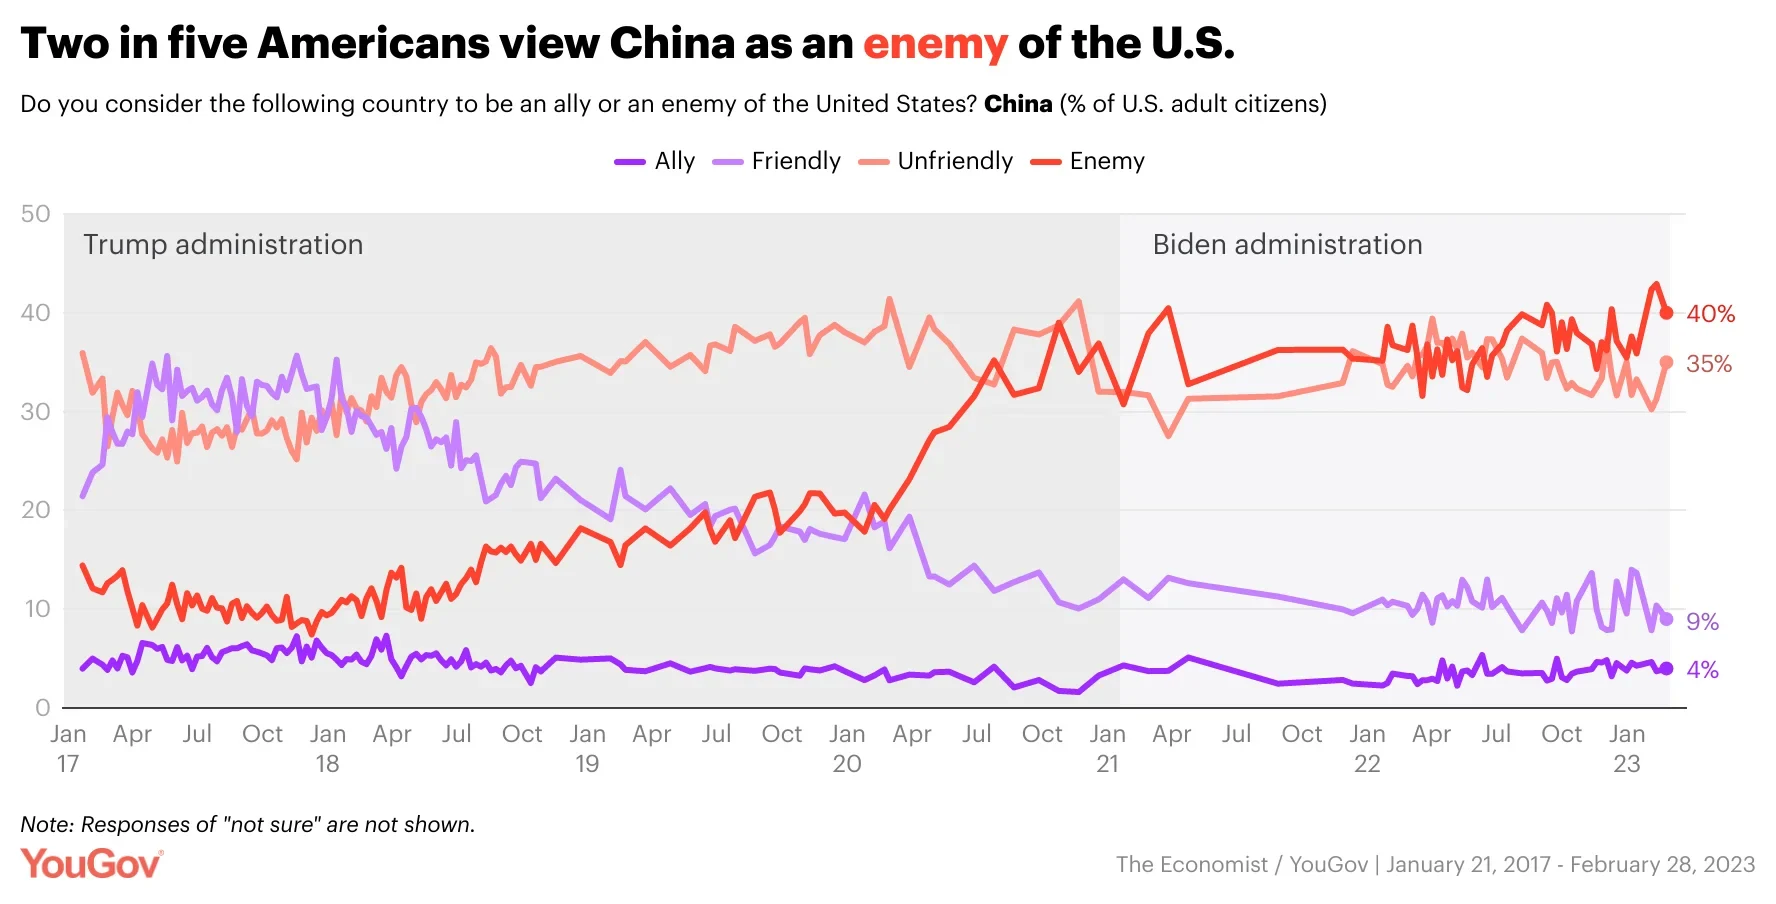 Two in five Americans view China as an enemy of the U.S.
Do you consider the following country to be an ally or an enemy of the United States? China (% of U.S. adult citizens)
Ally Friendly Unfriendly Enemy
50
Trump administration Biden administration
40 40%
35%
30
20
10
9%
4%
0
Jan Apr Jul Oct Jan Apr Jul Oct Jan Apr Jul Oct Jan Apr Jul Oct Jan Apr Jul Oct Jan Apr Jul Oct Jan
17 18 19 20 21 22 23
Note: Responses of "not sure" are not shown.
YouGov®
The Economist / YouGov | January 21, 2017 - February 28, 2023